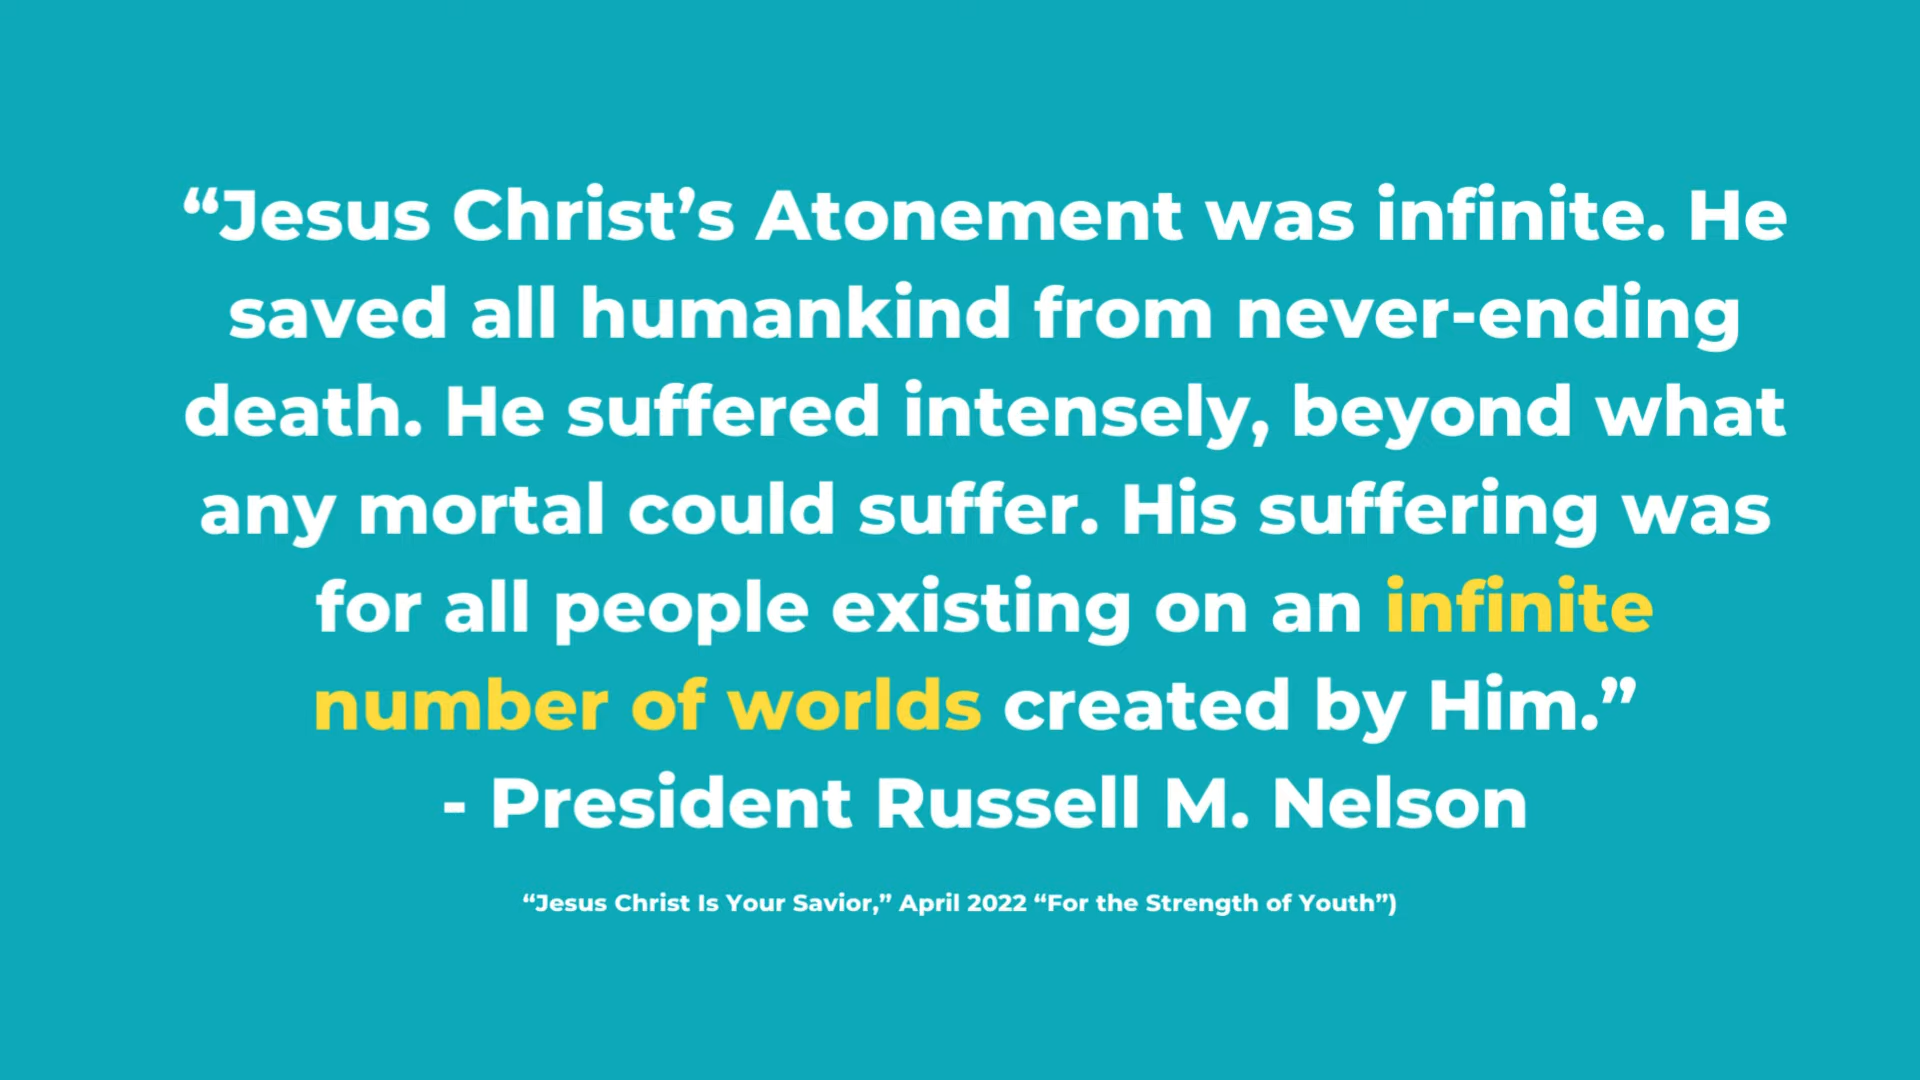 “Jesus Christ’s Atonement was infinite. He
saved all humankind from never-ending
death. He suffered intensely, beyond what
any mortal could suffer. His suffering was
for all people existing on an infinite
number of worlds created by Him.”
- President Russell M. Nelson
“Jesus Christ Is Your Savior,” April 2022 “For the Strength of Youth”)